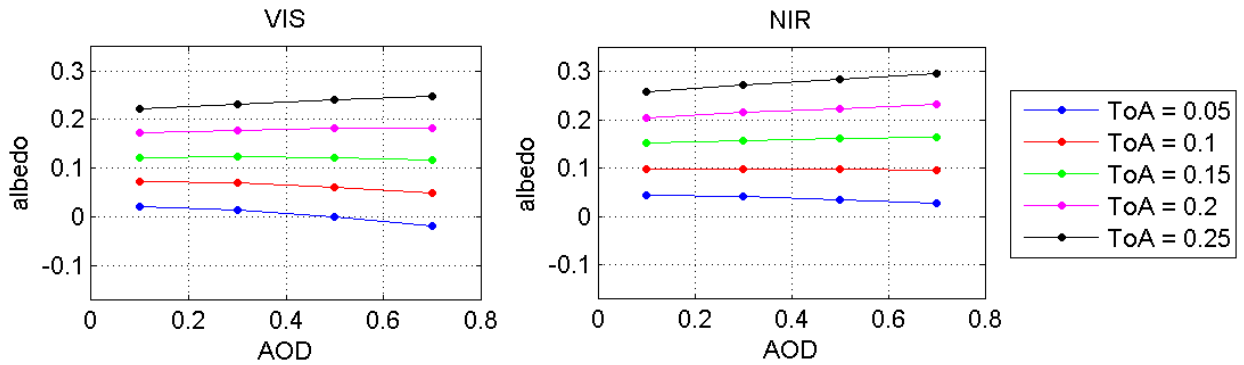 VIS
albedo
0.3
0.2
0.1
0
-0.1
0
0.2
0.4
0.6
0.8
AOD
NIR
albedo
0.3
0.2
0.1
0
-0.1
0
0.2
0.4
0.6
0.8
AOD
ToA = 0.05
ToA = 0.1
ToA = 0.15
ToA = 0.2
ToA = 0.25